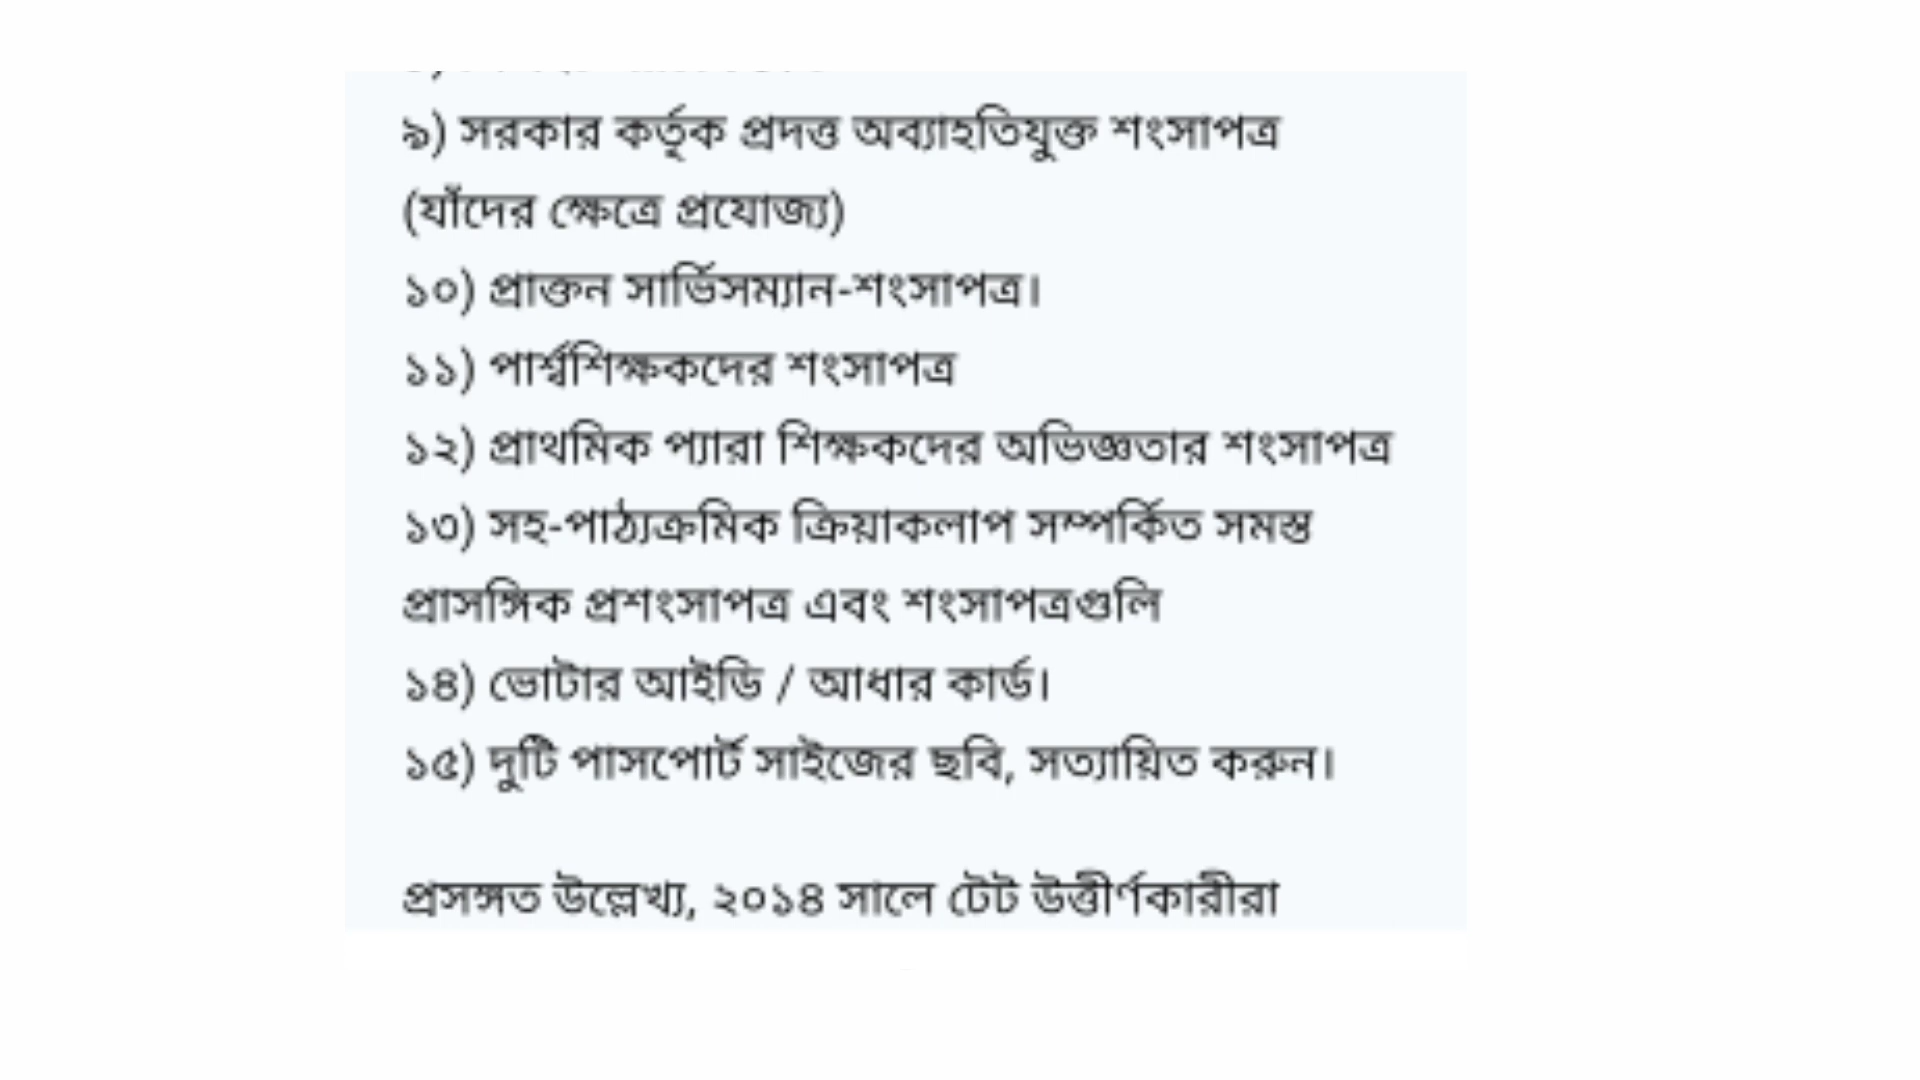 ৯) সরকার কর্তৃক প্রদত্ত অব্যাহতিযুক্ত শংসাপত্র
(যাঁদের ক্ষেত্রে প্রযোজ্য)
১০) প্রাক্তন সার্ভিসম্যান-শংসাপত্র।
১১) পার্শ্বশিক্ষকদের শংসাপত্র
১২) প্রাথমিক প্যারা শিক্ষকদের অভিজ্ঞতার শংসাপত্র
১৩) সহ-পাঠ্যক্রমিক ক্রিয়াকলাপ সম্পর্কিত সমস্ত
প্রাসঙ্গিক প্রশংসাপত্র এবং শংসাপত্রগুলি
১৪) ভোটার আইডি / আধার কার্ড।
১৫) দুটি পাসপোর্ট সাইজের ছবি, সত্যায়িত করুন।
প্রসঙ্গত উল্লেখ্য, ২০১৪ সালে টেট উত্তীর্ণকারীরা